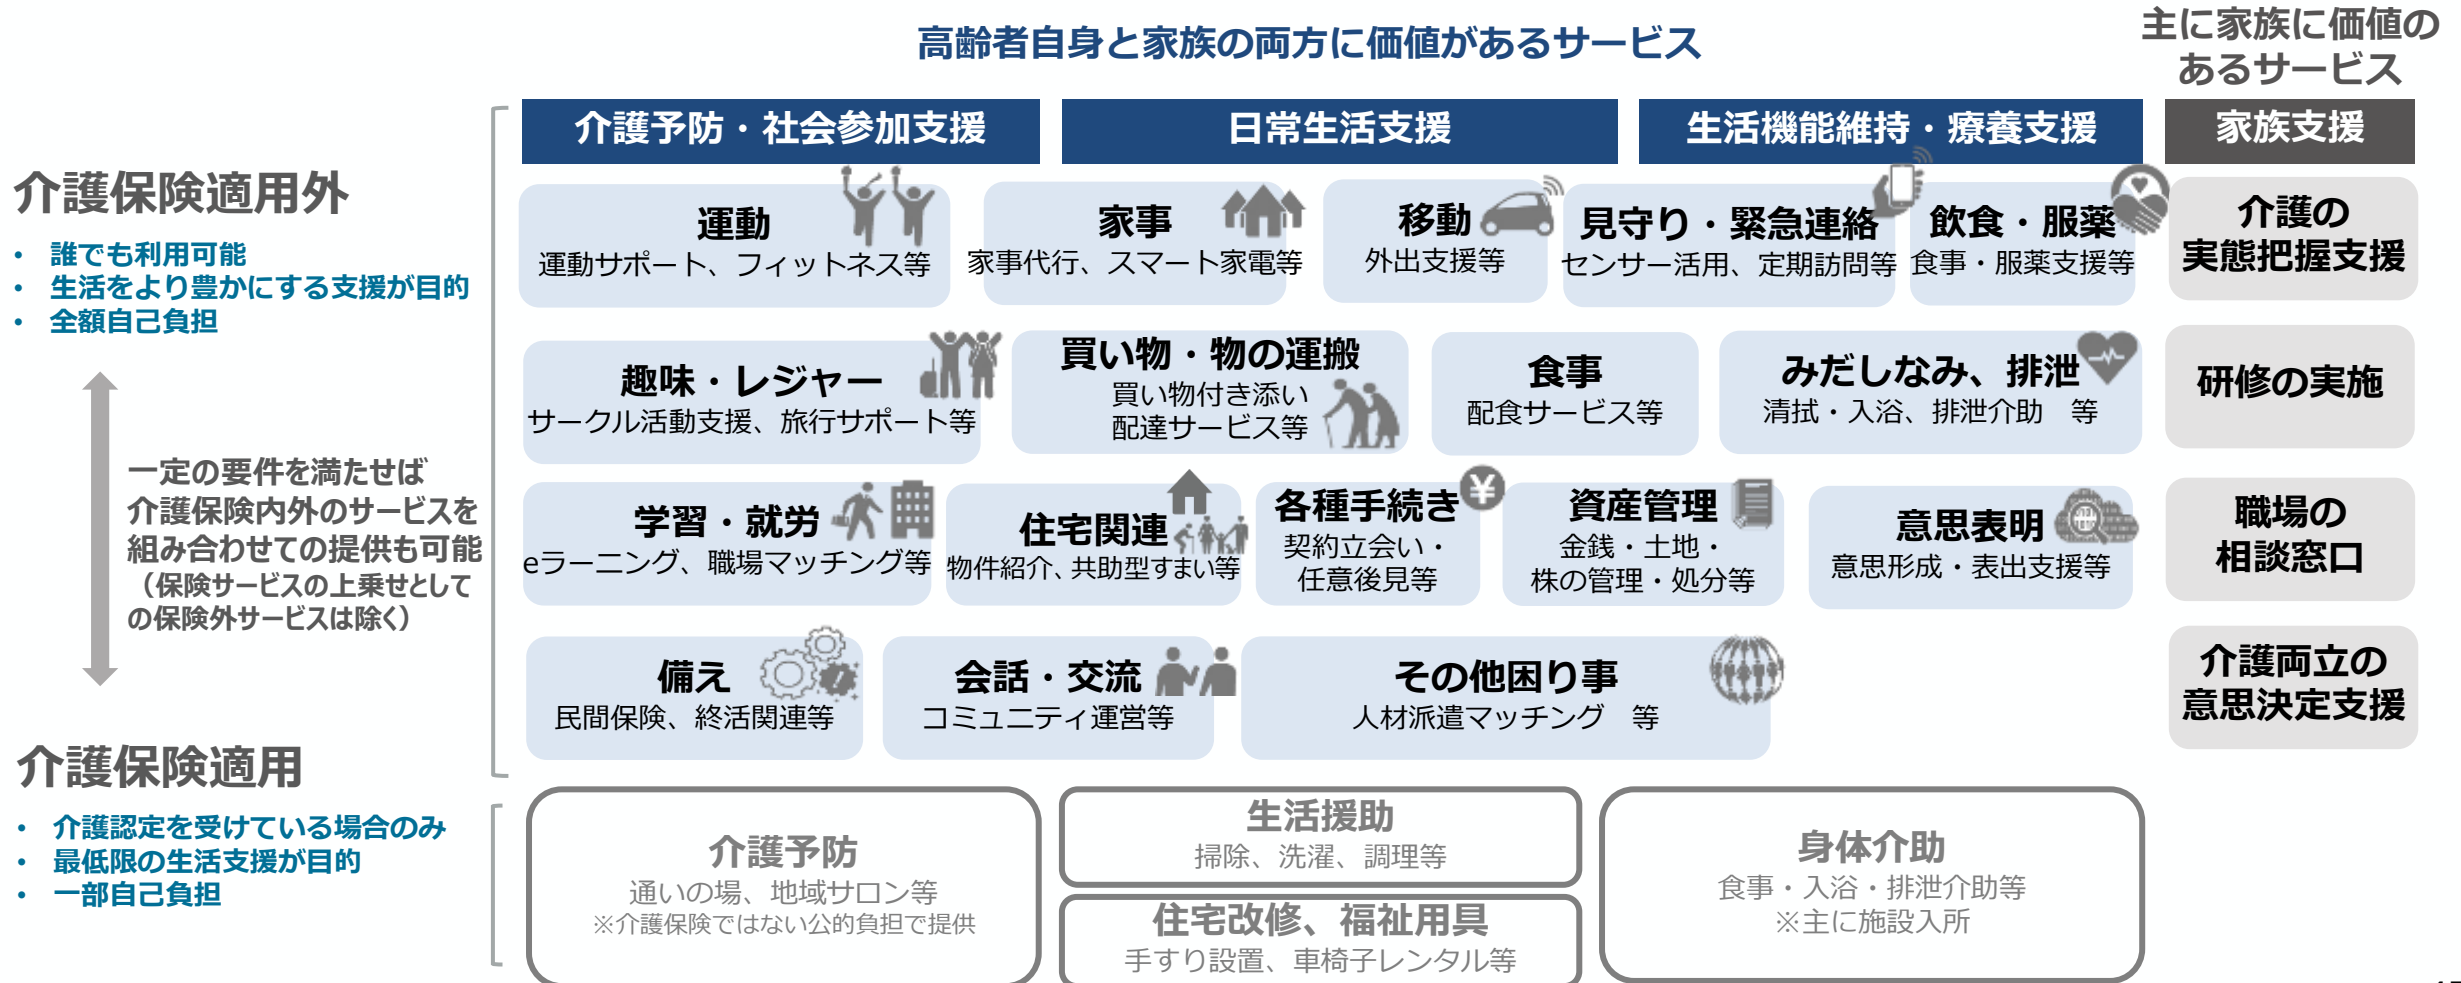 高齢者自身と家族の両方に価値があるサービス
主に家族に価値の
あるサービス
介護予防・社会参加支援
日常生活支援
生活機能維持・療養支援
家族支援
介護保険適用外
• 誰でも利用可能
• 生活をより豊かにする支援が目的
• 全額自己負担
一定の要件を満たせば
介護保険内外のサービスを
組み合わせての提供も可能
（保険サービスの上乗せとして
の保険外サービスは除く）
介護保険適用
• 介護認定を受けている場合のみ
• 最低限の生活支援が目的
• 一部自己負担
運動
運動サポート、フィットネス等
家事
家事代行、スマート家電等
移動
外出支援等
見守り・緊急連絡
センサー活用、定期訪問等
飲食・服薬
食事・服薬支援等
介護の
実態把握支援
趣味・レジャー
サークル活動支援、旅行サポート等
買い物・物の運搬
買い物付き添い
配達サービス等
食事
配食サービス等
みだしなみ、排泄
清拭・入浴、排泄介助　等
研修の実施
学習・就労
eラーニング、職場マッチング等
住宅関連
物件紹介、共助型すまい等
各種手続き
¥
契約立会い・
任意後見等
資産管理
金銭・土地・
株の管理・処分等
意思表明
意思形成・表出支援等
職場の
相談窓口
備え
民間保険、終活関連等
会話・交流
コミュニティ運営等
その他困り事
人材派遣マッチング　等
介護両立の
意思決定支援
介護予防
通いの場、地域サロン等
※介護保険ではない公的負担で提供
生活援助
掃除、洗濯、調理等
住宅改修、福祉用具
手すり設置、車椅子レンタル等
身体介助
食事・入浴・排泄介助等
※主に施設入所